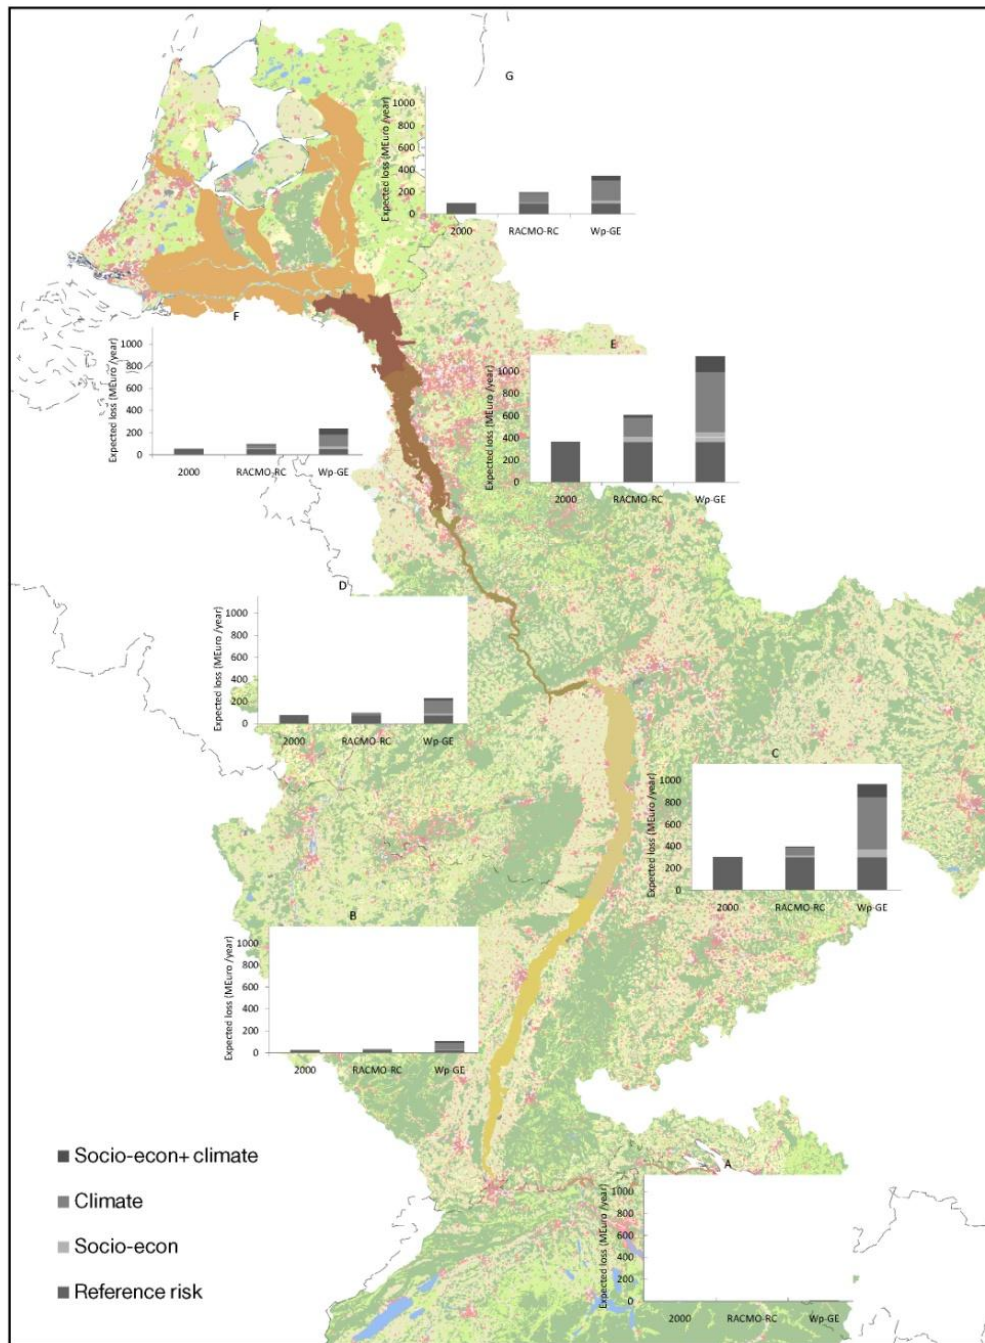 G
Expected loss (MEuro /year)
1000
800
600
400
200
0
2000 RACMO-RC Wp-GE
F
Expected loss (MEuro /year)
1000
800
600
400
200
0
2000 RACMO-RC Wp-GE
E
Expected loss (MEuro /year)
1000
800
600
400
200
0
2000 RACMO-RC Wp-GE
D
Expected loss (MEuro /year)
1000
800
600
400
200
0
2000 RACMO-RC Wp-GE
C
Expected loss (MEuro /year)
1000
800
600
400
200
0
2000 RACMO-RC Wp-GE
B
Expected loss (MEuro /year)
1000
800
600
400
200
0
2000 RACMO-RC Wp-GE
A
Expected loss (MEuro /year)
1000
800
600
400
200
0
2000 RACMO-RC Wp-GE
Socio-econ+ climate
Climate
Socio-econ
Reference risk